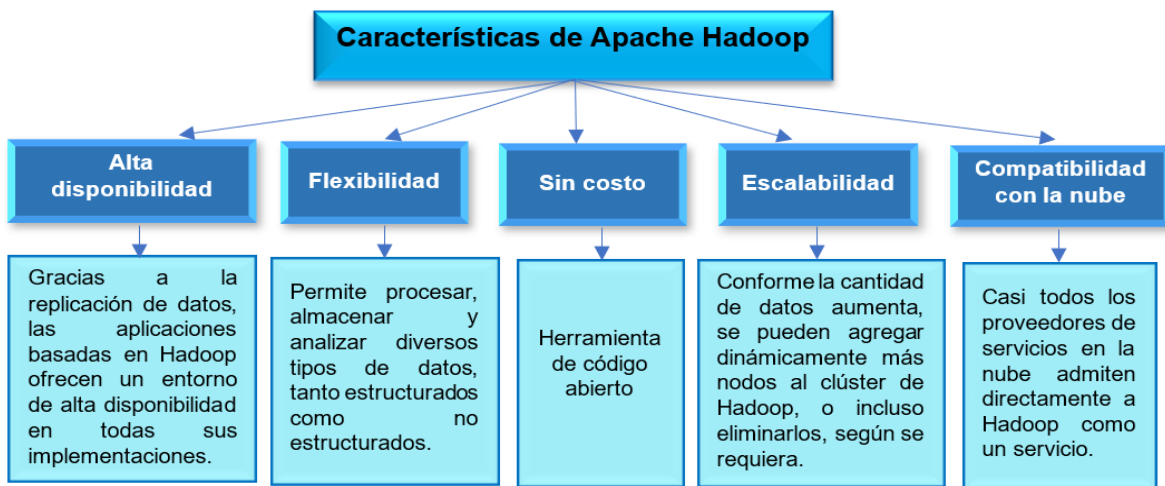 Características de Apache Hadoop
Alta
disponibilidad
Gracias a la
replicación de datos,
las aplicaciones
basadas en Hadoop
ofrecen un entorno
de alta disponibilidad
en todas sus
implementaciones.
Flexibilidad
Permite procesar,
almacenar y
analizar diversos
tipos de datos,
tanto estructurados
como no
estructurados.
Sin costo
Herramienta
de código
abierto
Escalabilidad
Conforme la cantidad
de datos aumenta,
se pueden agregar
dinámicamente más
nodos al clúster de
Hadoop, o incluso
eliminarlos, según se
requiera.
Compatibilidad
con la nube
Casi todos los
proveedores de
servicios en la
nube admiten
directamente a
Hadoop como
un servicio.